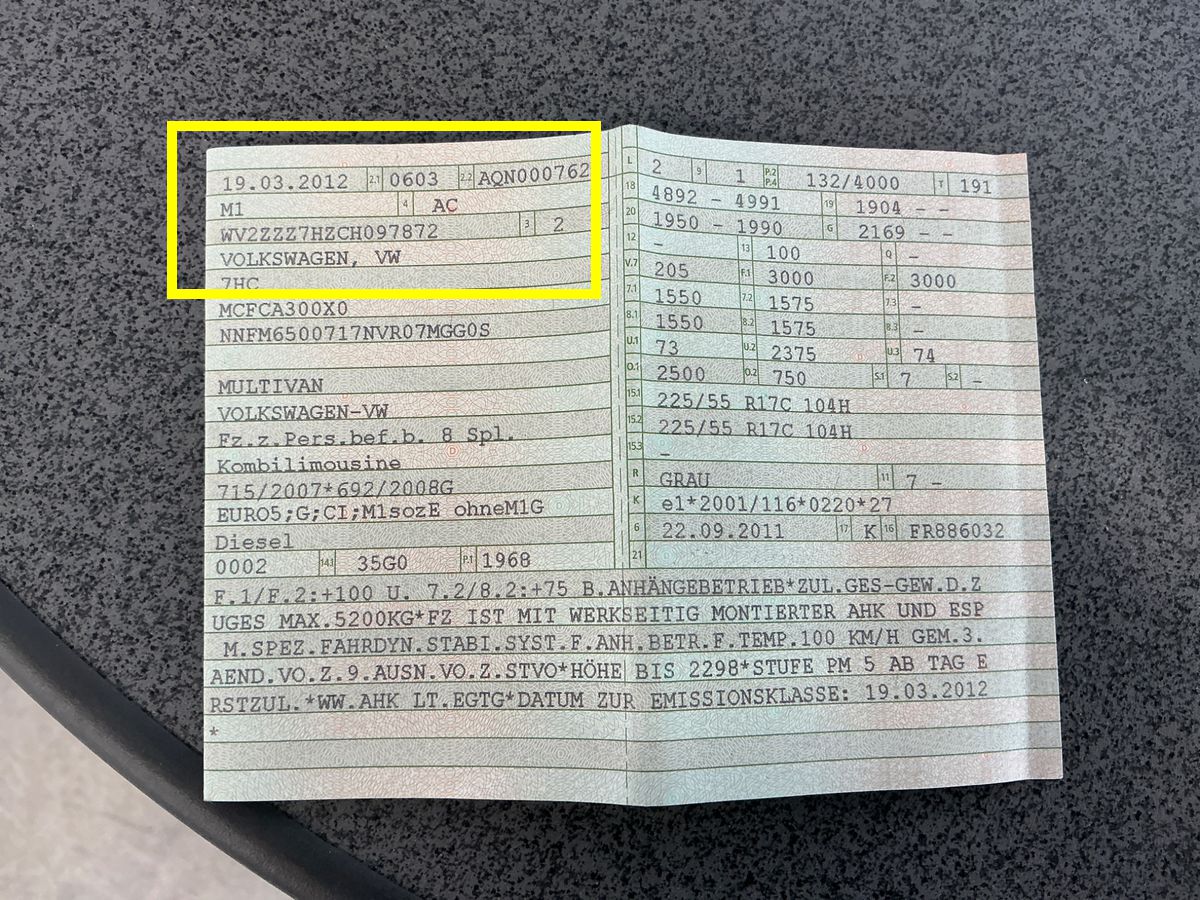 19.03.2012 2.1 0603 2.2 AQN000762
M1 4 AC
WV2ZZZ7HZCH097872 3 2
VOLKSWAGEN, VW
7HC
MCFCA300X0
NNFM6500717NVR07MGG0S
MULTIVAN
VOLKSWAGEN-VW
Fz.z.Pers.bef.b. 8 Spl.
Kombilimousine
715/2007*692/2008G
EURO5;G;CI;M1sozE ohneM1G
Diesel
0002 14.1 35G0 P.1 1968
L 2 9 1 P.2 P.4 132/4000 T 191
18 4892 - 4991 19 1904 - -
20 1950 - 1990 G 2169 - -
12 - 13 100 Q -
V.7 205 F.1 3000 F.2 3000
7.1 1550 7.2 1575 7.3 -
8.1 1550 8.2 1575 8.3 -
U.1 73 U.2 2375 U.3 74
O.1 2500 O.2 750 S.1 7 S.2 -
15.1 225/55 R17C 104H
15.2 225/55 R17C 104H
15.3 -
R GRAU 11 7 -
K e1*2001/116*0220*27
6 22.09.2011 17 K 16 FR886032
21
F.1/F.2:+100 U. 7.2/8.2:+75 B.ANHÄNGEBETRIEB*ZUL.GES-GEW.D.Z
UGES MAX.5200KG*FZ IST MIT WERKSEITIG MONTIERTER AHK UND ESP
M.SPEZ.FAHRDYN.STABI.SYST.F.ANH.BETR.F.TEMP.100 KM/H GEM.3.
AEND.VO.Z.9.AUSN.VO.Z.STVO*HÖHE BIS 2298*STUFE PM 5 AB TAG E
RSTZUL.*WW.AHK LT.EGTG*DATUM ZUR EMISSIONSKLASSE: 19.03.2012
*